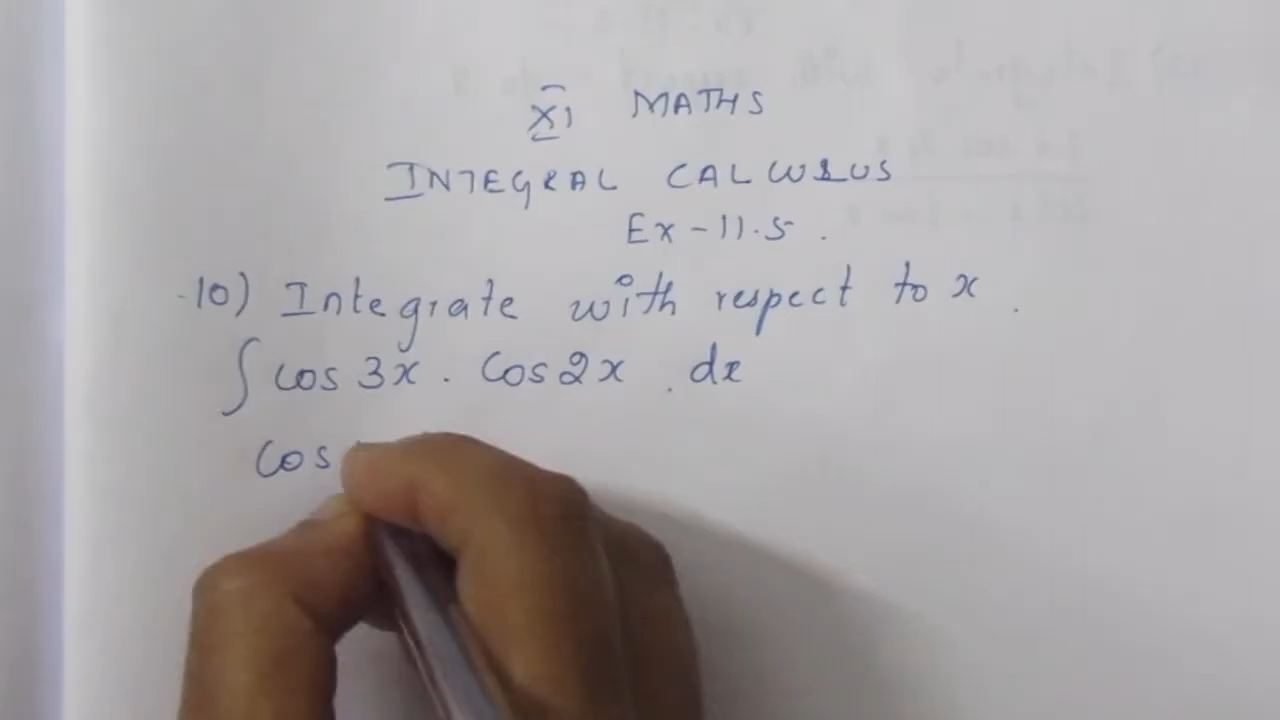 XI MATHS
INTEGRAL CALCULUS
Ex - 11.5.
10) Integrate with respect to x.
∫ cos 3x . cos 2x . dx
cos